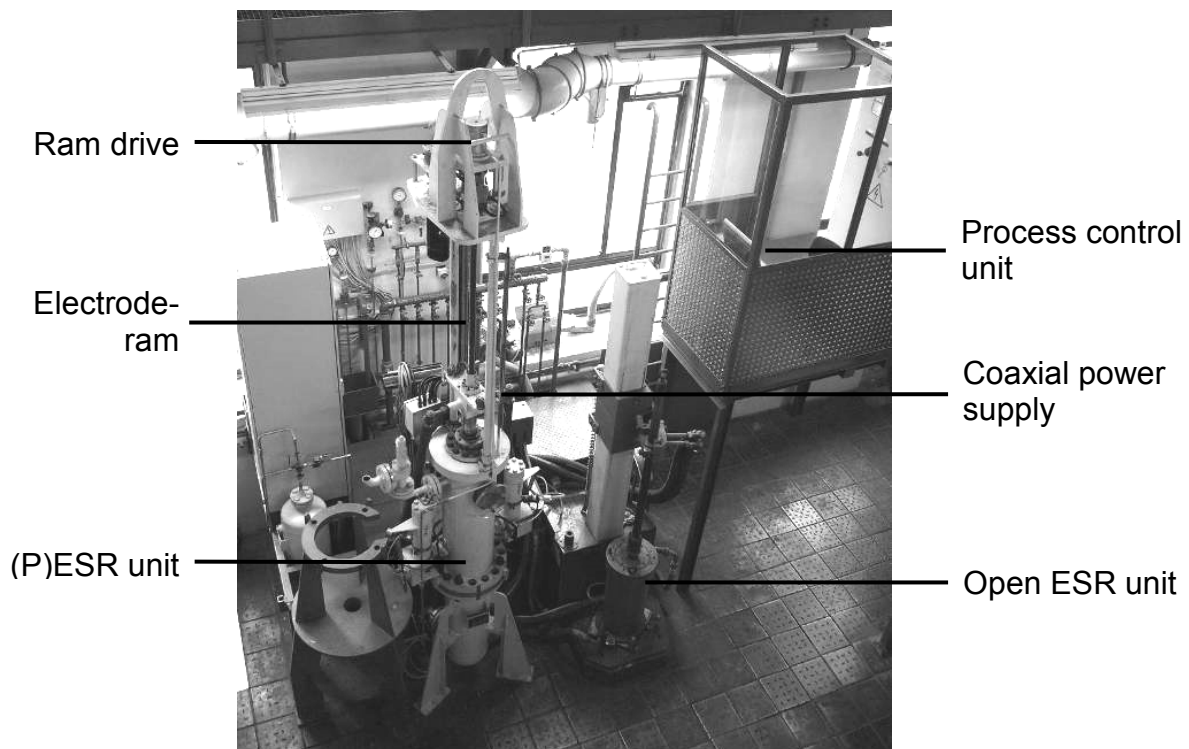 Ram drive
Electrode-
ram
(P)ESR unit
Process control
unit
Coaxial power
supply
Open ESR unit